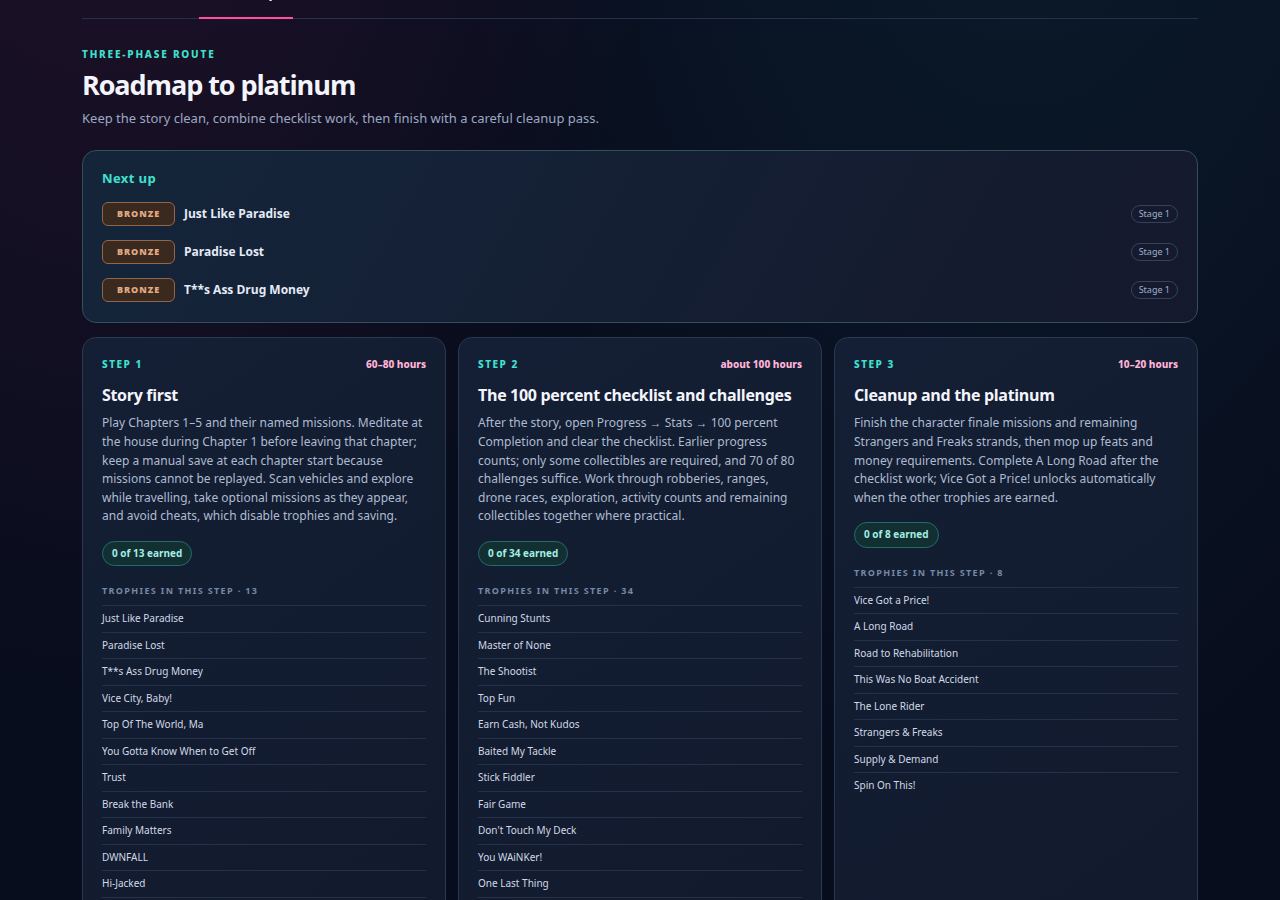 THREE-PHASE ROUTE
Roadmap to platinum
Keep the story clean, combine checklist work, then finish with a careful cleanup pass.
Next up
BRONZE Just Like Paradise Stage 1
BRONZE Paradise Lost Stage 1
BRONZE T**s Ass Drug Money Stage 1
STEP 1 60–80 hours
Story first
Play Chapters 1–5 and their named missions. Meditate at
the house during Chapter 1 before leaving that chapter;
keep a manual save at each chapter start because
missions cannot be replayed. Scan vehicles and explore
while travelling, take optional missions as they appear,
and avoid cheats, which disable trophies and saving.
0 of 13 earned
TROPHIES IN THIS STEP · 13
Just Like Paradise
Paradise Lost
T**s Ass Drug Money
Vice City, Baby!
Top Of The World, Ma
You Gotta Know When to Get Off
Trust
Break the Bank
Family Matters
DWNFALL
Hi-Jacked
STEP 2 about 100 hours
The 100 percent checklist and challenges
After the story, open Progress → Stats → 100 percent
Completion and clear the checklist. Earlier progress
counts; only some collectibles are required, and 70 of 80
challenges suffice. Work through robberies, ranges,
drone races, exploration, activity counts and remaining
collectibles together where practical.
0 of 34 earned
TROPHIES IN THIS STEP · 34
Cunning Stunts
Master of None
The Shootist
Top Fun
Earn Cash, Not Kudos
Baited My Tackle
Stick Fiddler
Fair Game
Don't Touch My Deck
You WAiNKer!
One Last Thing
STEP 3 10–20 hours
Cleanup and the platinum
Finish the character finale missions and remaining
Strangers and Freaks strands, then mop up feats and
money requirements. Complete A Long Road after the
checklist work; Vice Got a Price! unlocks automatically
when the other trophies are earned.
0 of 8 earned
TROPHIES IN THIS STEP · 8
Vice Got a Price!
A Long Road
Road to Rehabilitation
This Was No Boat Accident
The Lone Rider
Strangers & Freaks
Supply & Demand
Spin On This!